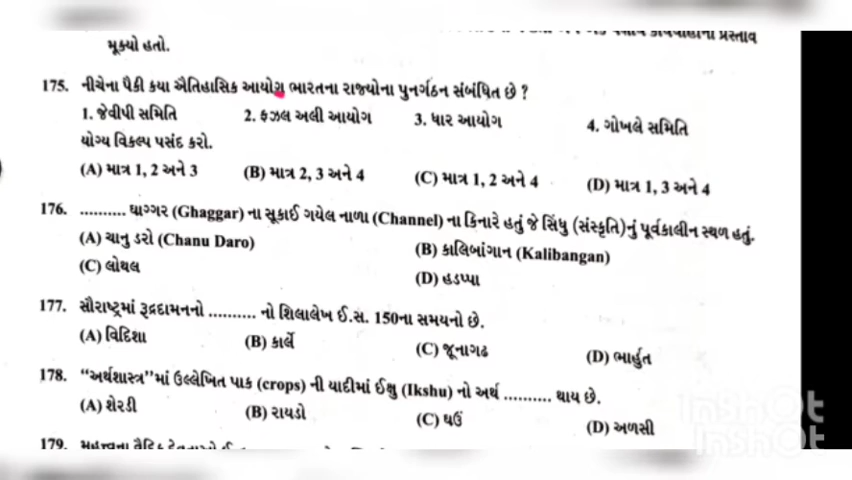 પ્રસ્તાવ
મૂક્યો હતો.
175. નીચેના પૈકી કયા ઐતિહાસિક આયોગ ભારતના રાજ્યોના પુનર્ગઠન સંબંધિત છે ?
1. જેવીપી સમિતિ 2. ફઝલ અલી આયોગ 3. ધાર આયોગ 4. ગોખલે સમિતિ
યોગ્ય વિકલ્પ પસંદ કરો.
(A) માત્ર 1, 2 અને 3 (B) માત્ર 2, 3 અને 4 (C) માત્ર 1, 2 અને 4 (D) માત્ર 1, 3 અને 4
176. .......... ઘાગ્ગર (Ghaggar) ના સૂકાઈ ગયેલ નાળા (Channel) ના કિનારે હતું જે સિંધુ (સંસ્કૃતિ)નું પૂર્વકાલીન સ્થળ હતું.
(A) ચાનુ ડરો (Chanu Daro) (B) કાલિબાંગાન (Kalibangan)
(C) લોથલ (D) હડપ્પા
177. સૌરાષ્ટ્રમાં રૂદ્રદામનનો .......... નો શિલાલેખ ઈ.સ. 150ના સમયનો છે.
(A) વિદિશા (B) કાર્લે (C) જૂનાગઢ (D) ભાર્હુત
178. “અર્થશાસ્ત્ર”માં ઉલ્લેખિત પાક (crops) ની યાદીમાં ઈક્ષુ (Ikshu) નો અર્થ .......... થાય છે.
(A) શેરડી (B) રાયડો (C) ઘઉં (D) અળસી
179.
InShOt
InShOt